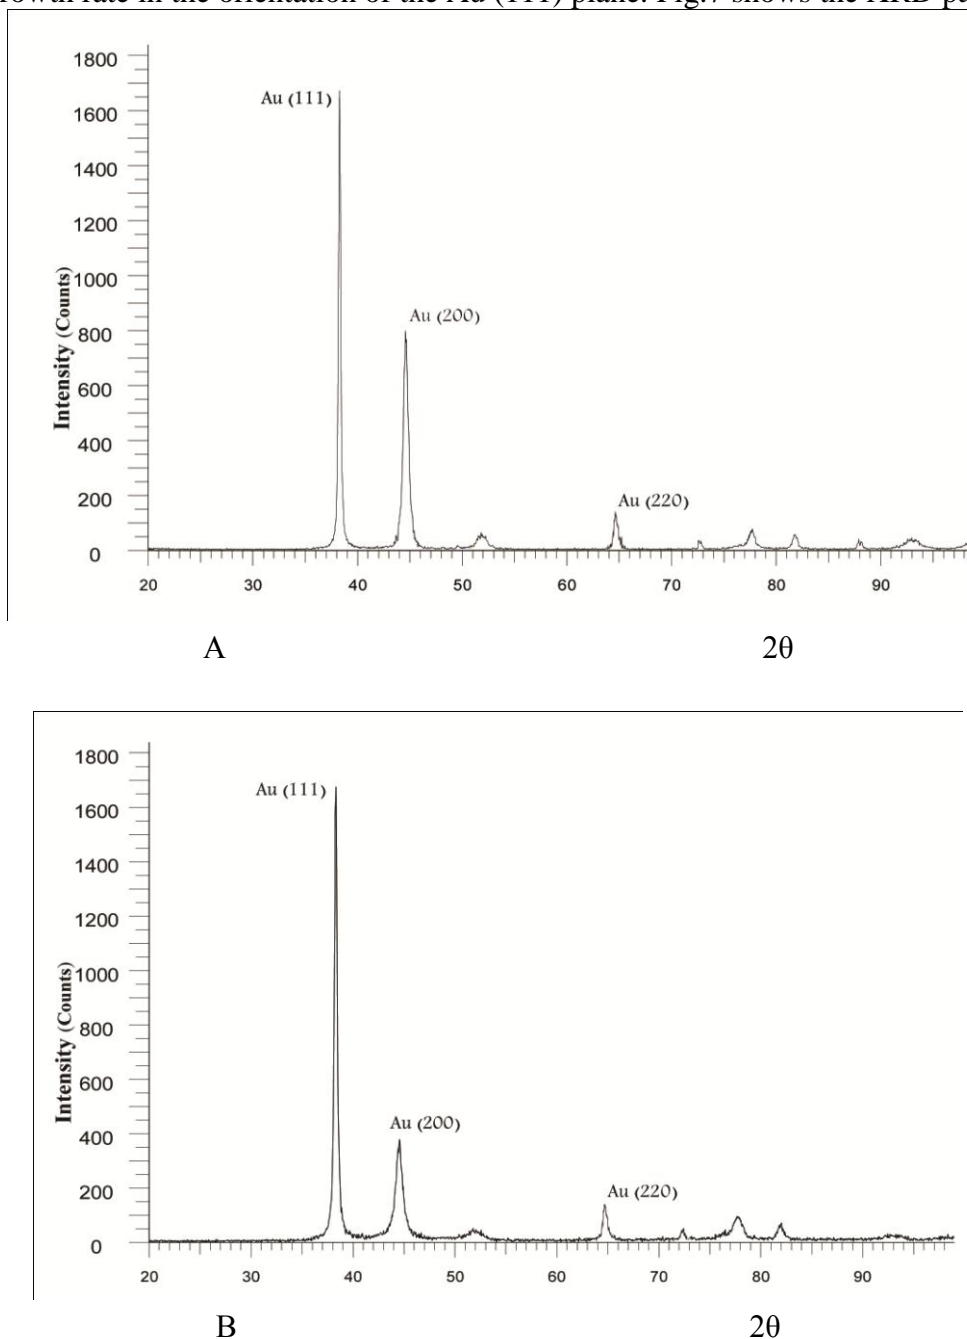 rowth rate in the orientation of the Au (111) plane. Fig.7 shows the XRD pa
1800
Au (111)
1600
1400
1200
1000
Au (200)
800
600
400
Au (220)
200
0
Intensity (Counts)
20 30 40 50 60 70 80 90
A 2θ
1800
Au (111)
1600
1400
1200
1000
800
600
Au (200)
400
Au (220)
200
0
Intensity (Counts)
20 30 40 50 60 70 80 90
B 2θ